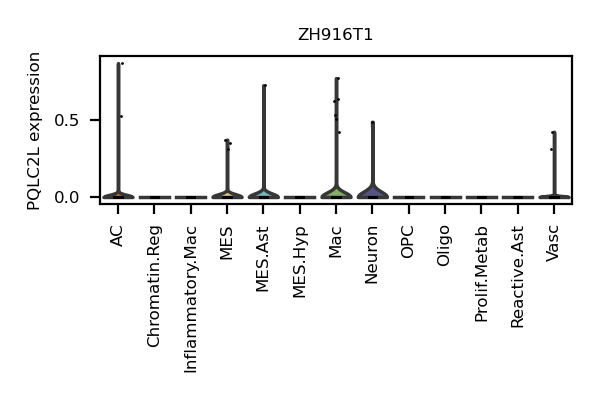 ZH916T1
PQLC2L expression
0.5
0.0
AC
Chromatin.Reg
Inflammatory.Mac
MES
MES.Ast
MES.Hyp
Mac
Neuron
OPC
Oligo
Prolif.Metab
Reactive.Ast
Vasc